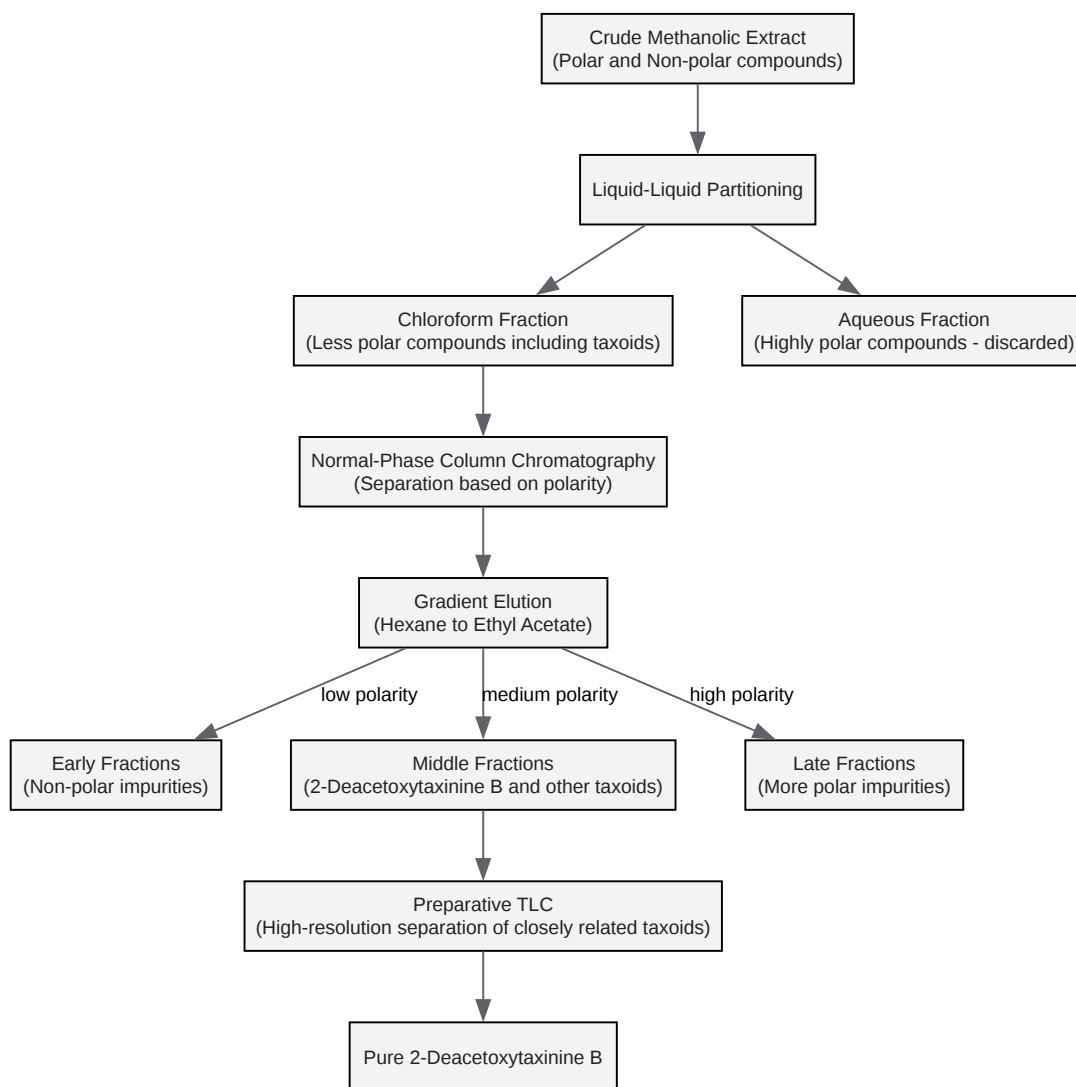 Crude Methanolic Extract
(Polar and Non-polar compounds)
Liquid-Liquid Partitioning
Chloroform Fraction
(Less polar compounds including taxoids)
Aqueous Fraction
(Highly polar compounds - discarded)
Normal-Phase Column Chromatography
(Separation based on polarity)
Gradient Elution
(Hexane to Ethyl Acetate)
low polarity
medium polarity
high polarity
Early Fractions
(Non-polar impurities)
Middle Fractions
(2-Deacetoxytaxinine B and other taxoids)
Late Fractions
(More polar impurities)
Preparative TLC
(High-resolution separation of closely related taxoids)
Pure 2-Deacetoxytaxinine B